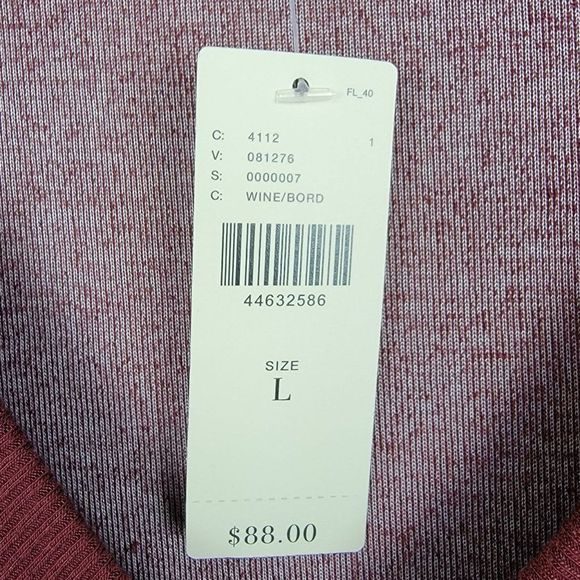 FL_40
C: 4112 1
V: 081276
S: 0000007
C: WINE/BORD
44632586
SIZE
L
$88.00